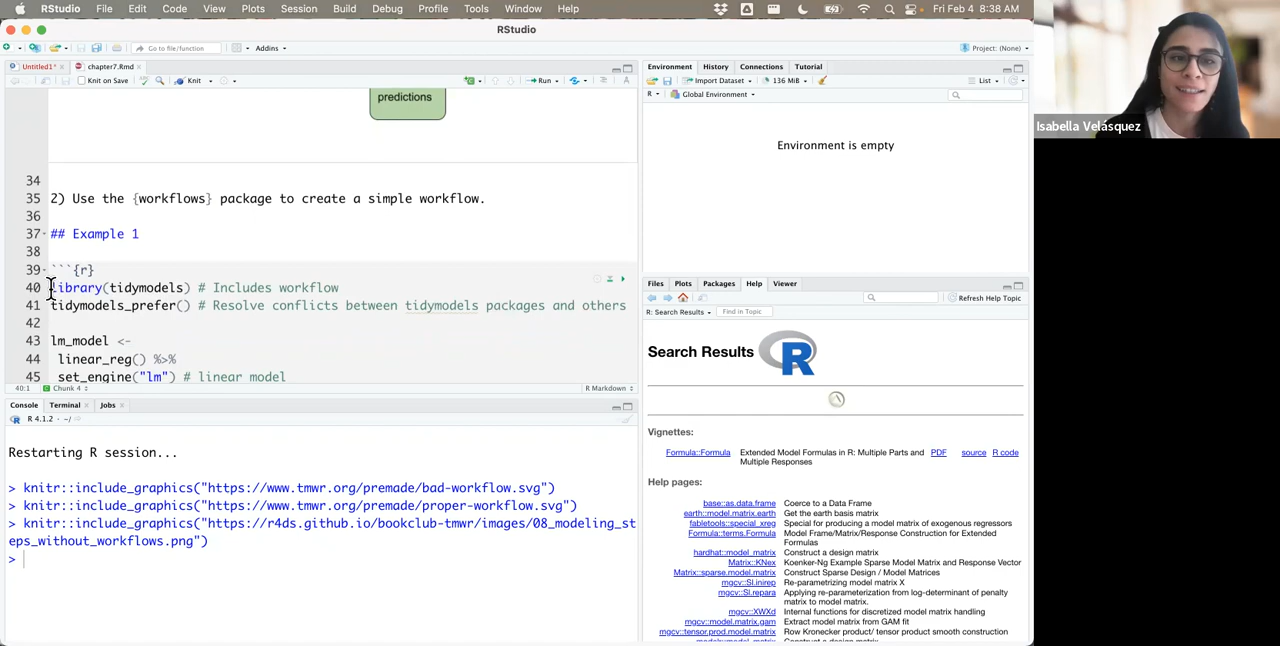 RStudio File Edit Code View Plots Session Build Debug Profile Tools Window Help Fri Feb 4 8:38 AM
RStudio
Go to file/function Addins Project: (None)
Untitled1* chapter7.Rmd
Knit on Save Knit Run
predictions
34
35 2) Use the {workflows} package to create a simple workflow.
36
37 ## Example 1
38
39 ```{r}
40 library(tidymodels) # Includes workflow
41 tidymodels_prefer() # Resolve conflicts between tidymodels packages and others
42
43 lm_model <-
44 linear_reg() %>%
45 set_engine("lm") # linear model
40:1 Chunk 4 R Markdown
Console Terminal Jobs
R 4.1.2 · ~/
Restarting R session...
> knitr::include_graphics("https://www.tmwr.org/premade/bad-workflow.svg")
> knitr::include_graphics("https://www.tmwr.org/premade/proper-workflow.svg")
> knitr::include_graphics("https://r4ds.github.io/bookclub-tmwr/images/08_modeling_st
eps_without_workflows.png")
>
Environment History Connections Tutorial
Import Dataset 136 MiB List
R Global Environment
Environment is empty
Files Plots Packages Help Viewer
Refresh Help Topic
R: Search Results Find in Topic
Search Results R
Vignettes:
Formula::Formula Extended Model Formulas in R: Multiple Parts and Multiple Responses PDF source R code
Help pages:
base::as.data.frame Coerce to a Data Frame
earth::model.matrix.earth Get the earth basis matrix
fabletools::special_xreg Special for producing a model matrix of exogenous regressors
Formula::terms.Formula Model Frame/Matrix/Response Construction for Extended Formulas
hardhat::model_matrix Construct a design matrix
Matrix::KNex Koenker-Ng Example Sparse Model Matrix and Response Vector
Matrix::sparse.model.matrix Construct Sparse Design / Model Matrices
mgcv::Sl.inirep Re-parametrizing model matrix X
mgcv::Sl.repara Applying re-parameterization from log-determinant of penalty matrix to model matrix.
mgcv::XWXd Internal functions for discretized model matrix handling
mgcv::model.matrix.gam Extract model matrix from GAM fit
mgcv::tensor.prod.model.matrix Row Kronecker product/ tensor product smooth construction
Isabella Velásquez